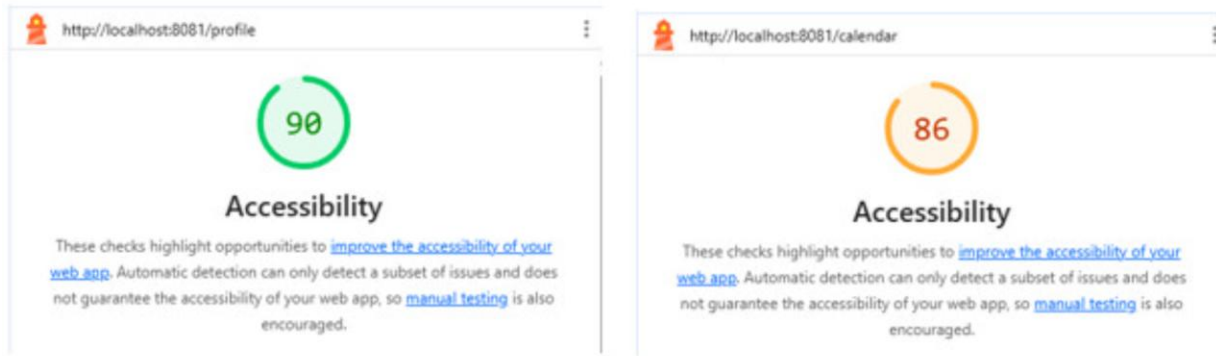 http://localhost:8081/profile
90
Accessibility
These checks highlight opportunities to improve the accessibility of your
web app. Automatic detection can only detect a subset of issues and does
not guarantee the accessibility of your web app, so manual testing is also
encouraged.
http://localhost:8081/calendar
86
Accessibility
These checks highlight opportunities to improve the accessibility of your
web app. Automatic detection can only detect a subset of issues and does
not guarantee the accessibility of your web app, so manual testing is also
encouraged.